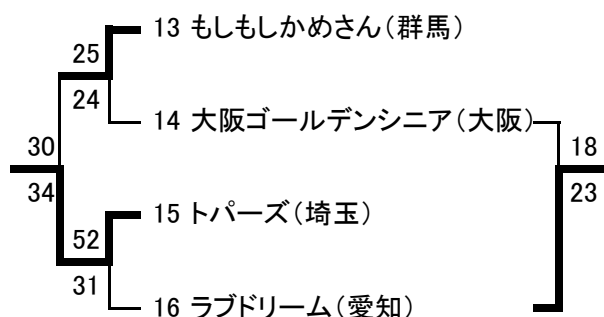 13 もしもしかめさん(群馬)
25
24
14 大阪ゴールデンシニア(大阪)
30
18
34
23
15 トパーズ(埼玉)
52
31
16 ラブドリーム(愛知)